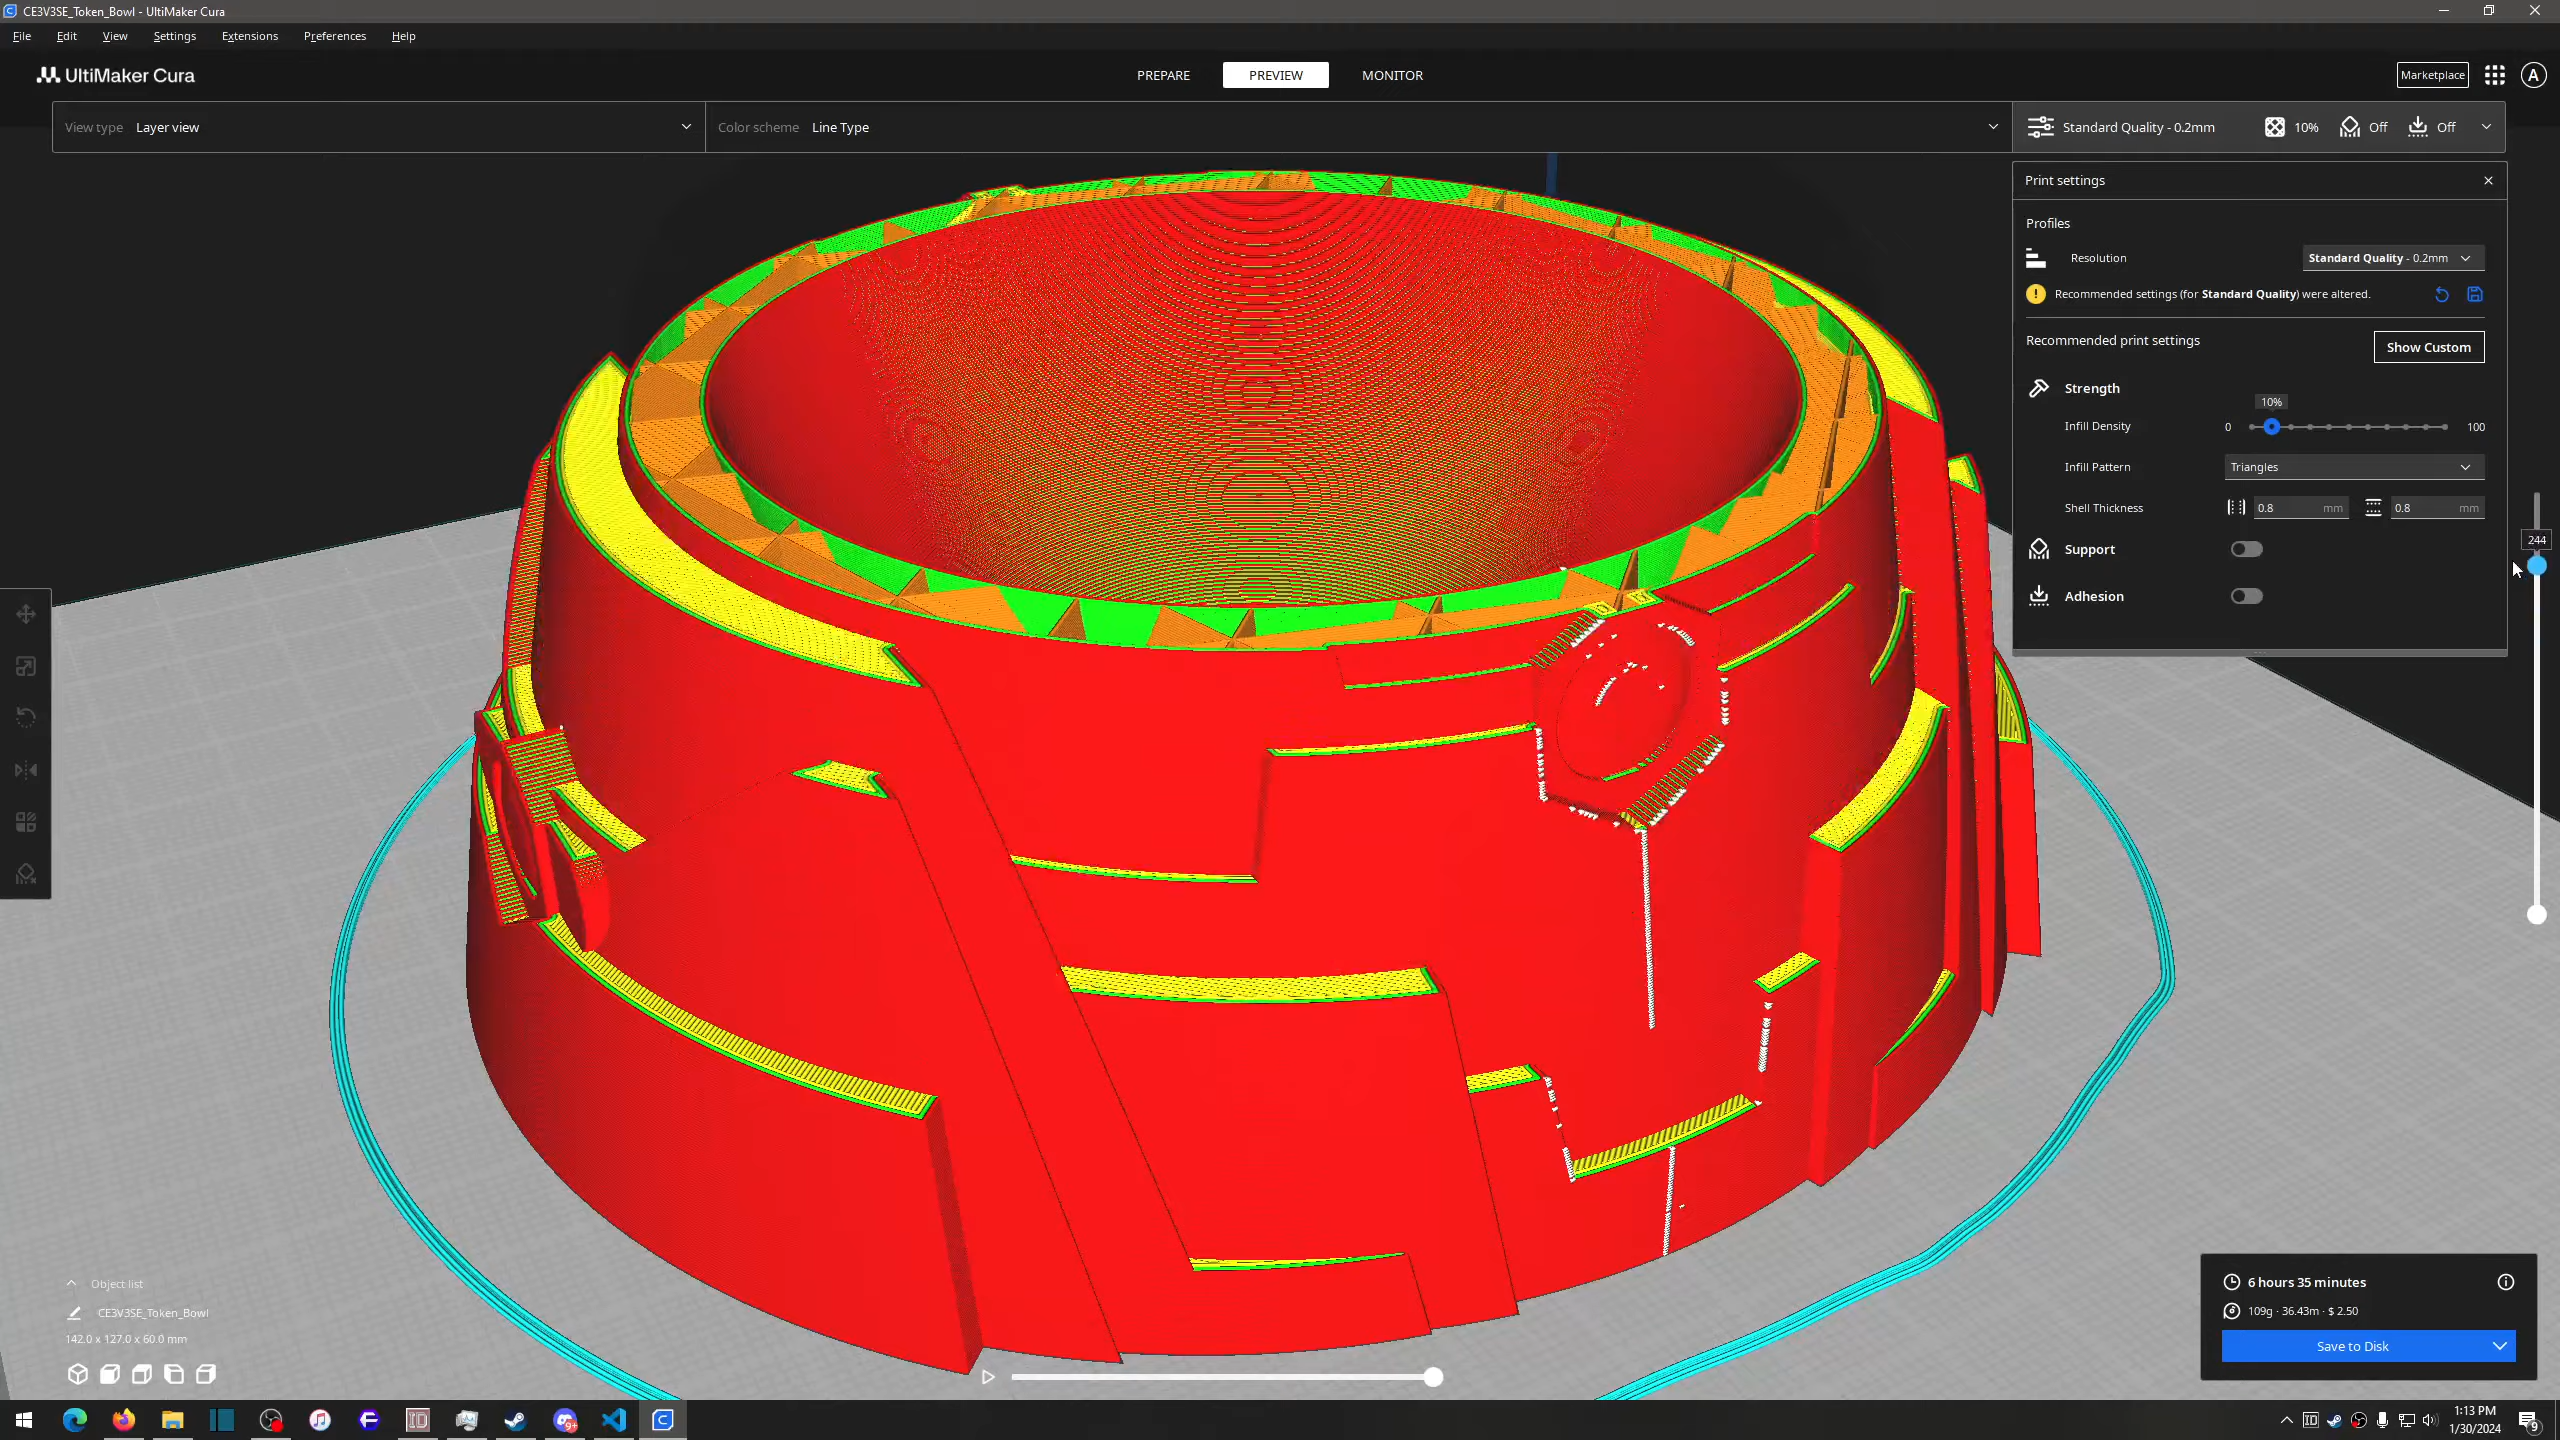 CE3V3SE_Token_Bowl - UltiMaker Cura
File Edit View Settings Extensions Preferences Help
UltiMaker Cura
PREPARE PREVIEW MONITOR
Marketplace
A
View type Layer view
Color scheme Line Type
Standard Quality - 0.2mm 10% Off Off
Print settings
Profiles
Resolution Standard Quality - 0.2mm
Recommended settings (for Standard Quality) were altered.
Recommended print settings
Show Custom
Strength
10%
Infill Density 0 100
Infill Pattern Triangles
Shell Thickness 0.8 mm 0.8 mm
244
Support
Adhesion
Object list
CE3V3SE_Token_Bowl
142.0 x 127.0 x 60.0 mm
6 hours 35 minutes
109g · 36.43m · $ 2.50
Save to Disk
ID
9+
C
ID
1:13 PM
1/30/2024
9